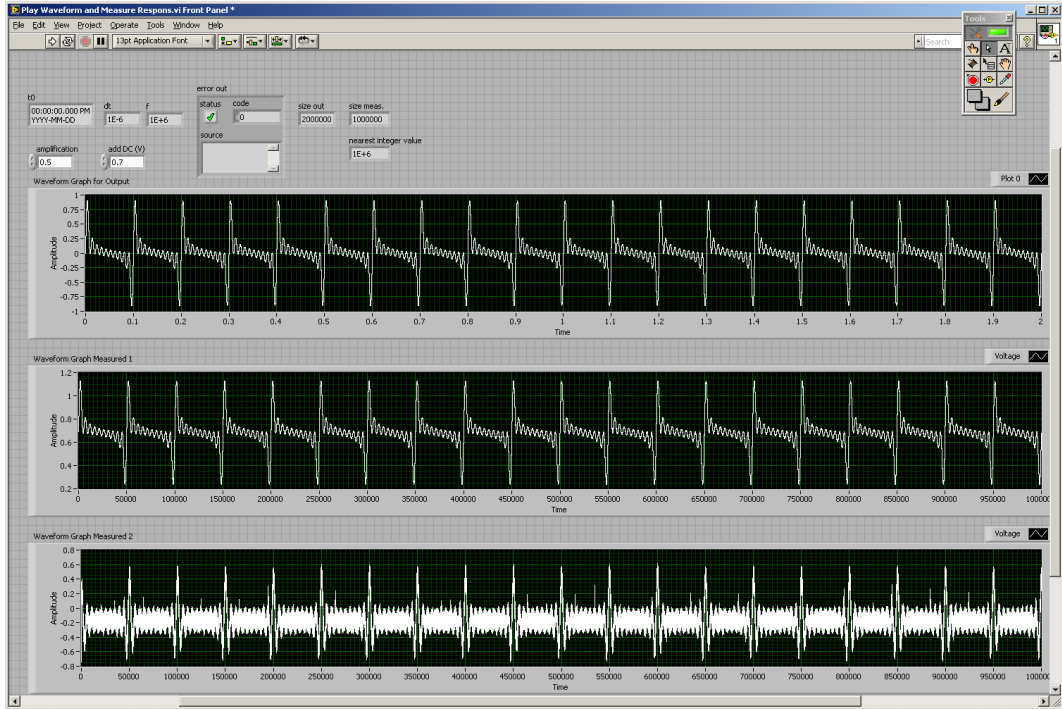 Play Waveform and Measure Respons.vi Front Panel *
File Edit View Project Operate Tools Window Help
13pt Application Font
Search
Tools
1
t0
00:00:00.000 PM
YYYY-MM-DD
dt
1E-6
f
1E+6
error out
status
code
0
source
size out
2000000
size meas.
1000000
nearest integer value
1E+6
amplification
0.5
add DC (V)
0.7
Waveform Graph for Output
Plot 0
Amplitude
1
0.75
0.5
0.25
0
-0.25
-0.5
-0.75
-1
0 0.1 0.2 0.3 0.4 0.5 0.6 0.7 0.8 0.9 1 1.1 1.2 1.3 1.4 1.5 1.6 1.7 1.8 1.9 2
Time
Waveform Graph Measured 1
Voltage
Amplitude
1.2
1
0.8
0.6
0.4
0.2
0 50000 100000 150000 200000 250000 300000 350000 400000 450000 500000 550000 600000 650000 700000 750000 800000 850000 900000 950000 100000
Time
Waveform Graph Measured 2
Voltage
Amplitude
0.8
0.6
0.4
0.2
0
-0.2
-0.4
-0.6
-0.8
0 50000 100000 150000 200000 250000 300000 350000 400000 450000 500000 550000 600000 650000 700000 750000 800000 850000 900000 950000 100000
Time